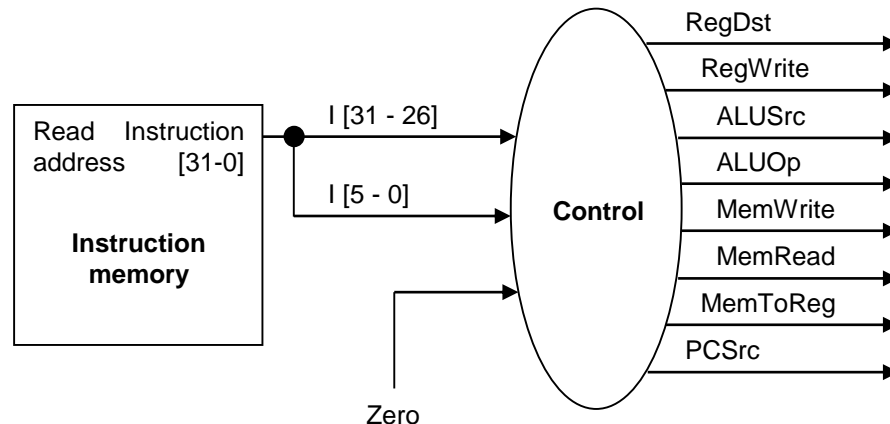 Read Instruction
address [31-0]
Instruction
memory
I [31 - 26]
I [5 - 0]
Zero
Control
RegDst
RegWrite
ALUSrc
ALUOp
MemWrite
MemRead
MemToReg
PCSrc